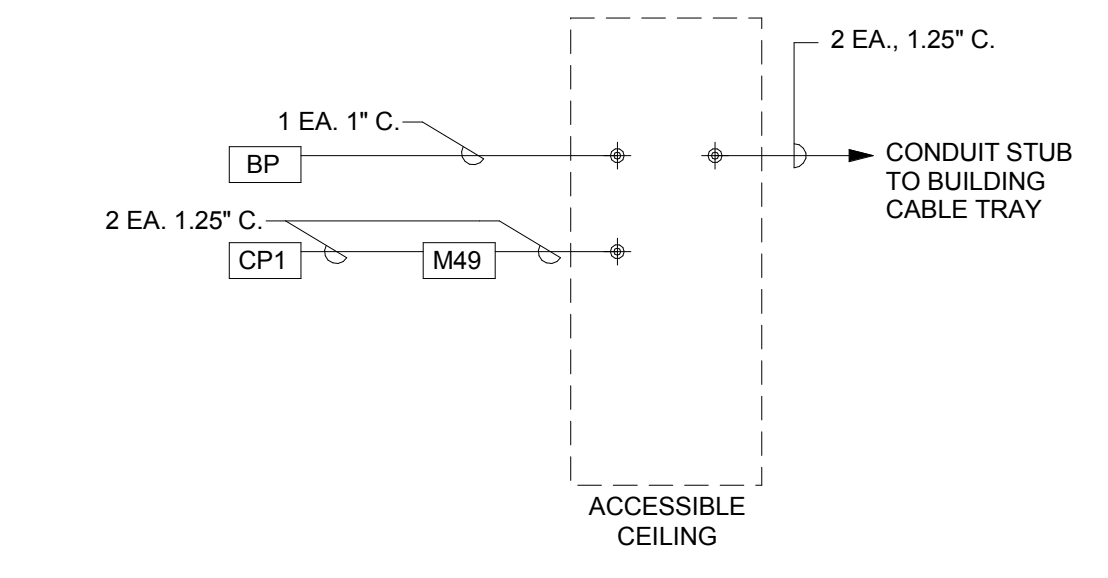 2 EA., 1.25" C.
1 EA. 1" C.
BP
CONDUIT STUB
TO BUILDING
CABLE TRAY
2 EA. 1.25" C.
CP1
M49
ACCESSIBLE
CEILING